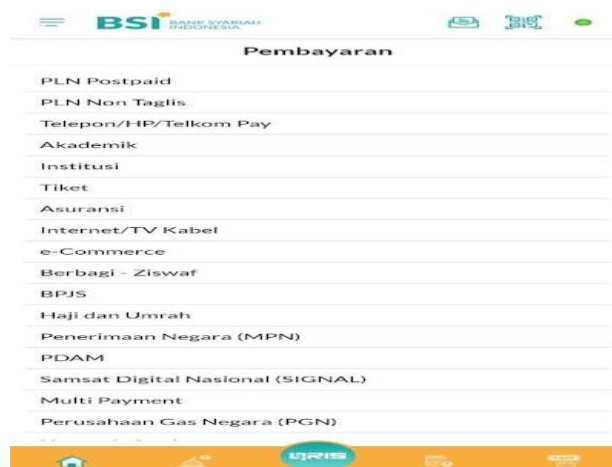 BSI BANK SYARIAH
INDONESIA
Pembayaran
PLN Postpaid
PLN Non Taglis
Telepon/HP/Telkom Pay
Akademik
Institusi
Tiket
Asuransi
Internet/TV Kabel
e-Commerce
Berbagi - Ziswaf
BPJS
Haji dan Umrah
Penerimaan Negara (MPN)
PDAM
Samsat Digital Nasional (SIGNAL)
Multi Payment
Perusahaan Gas Negara (PGN)
QRIS